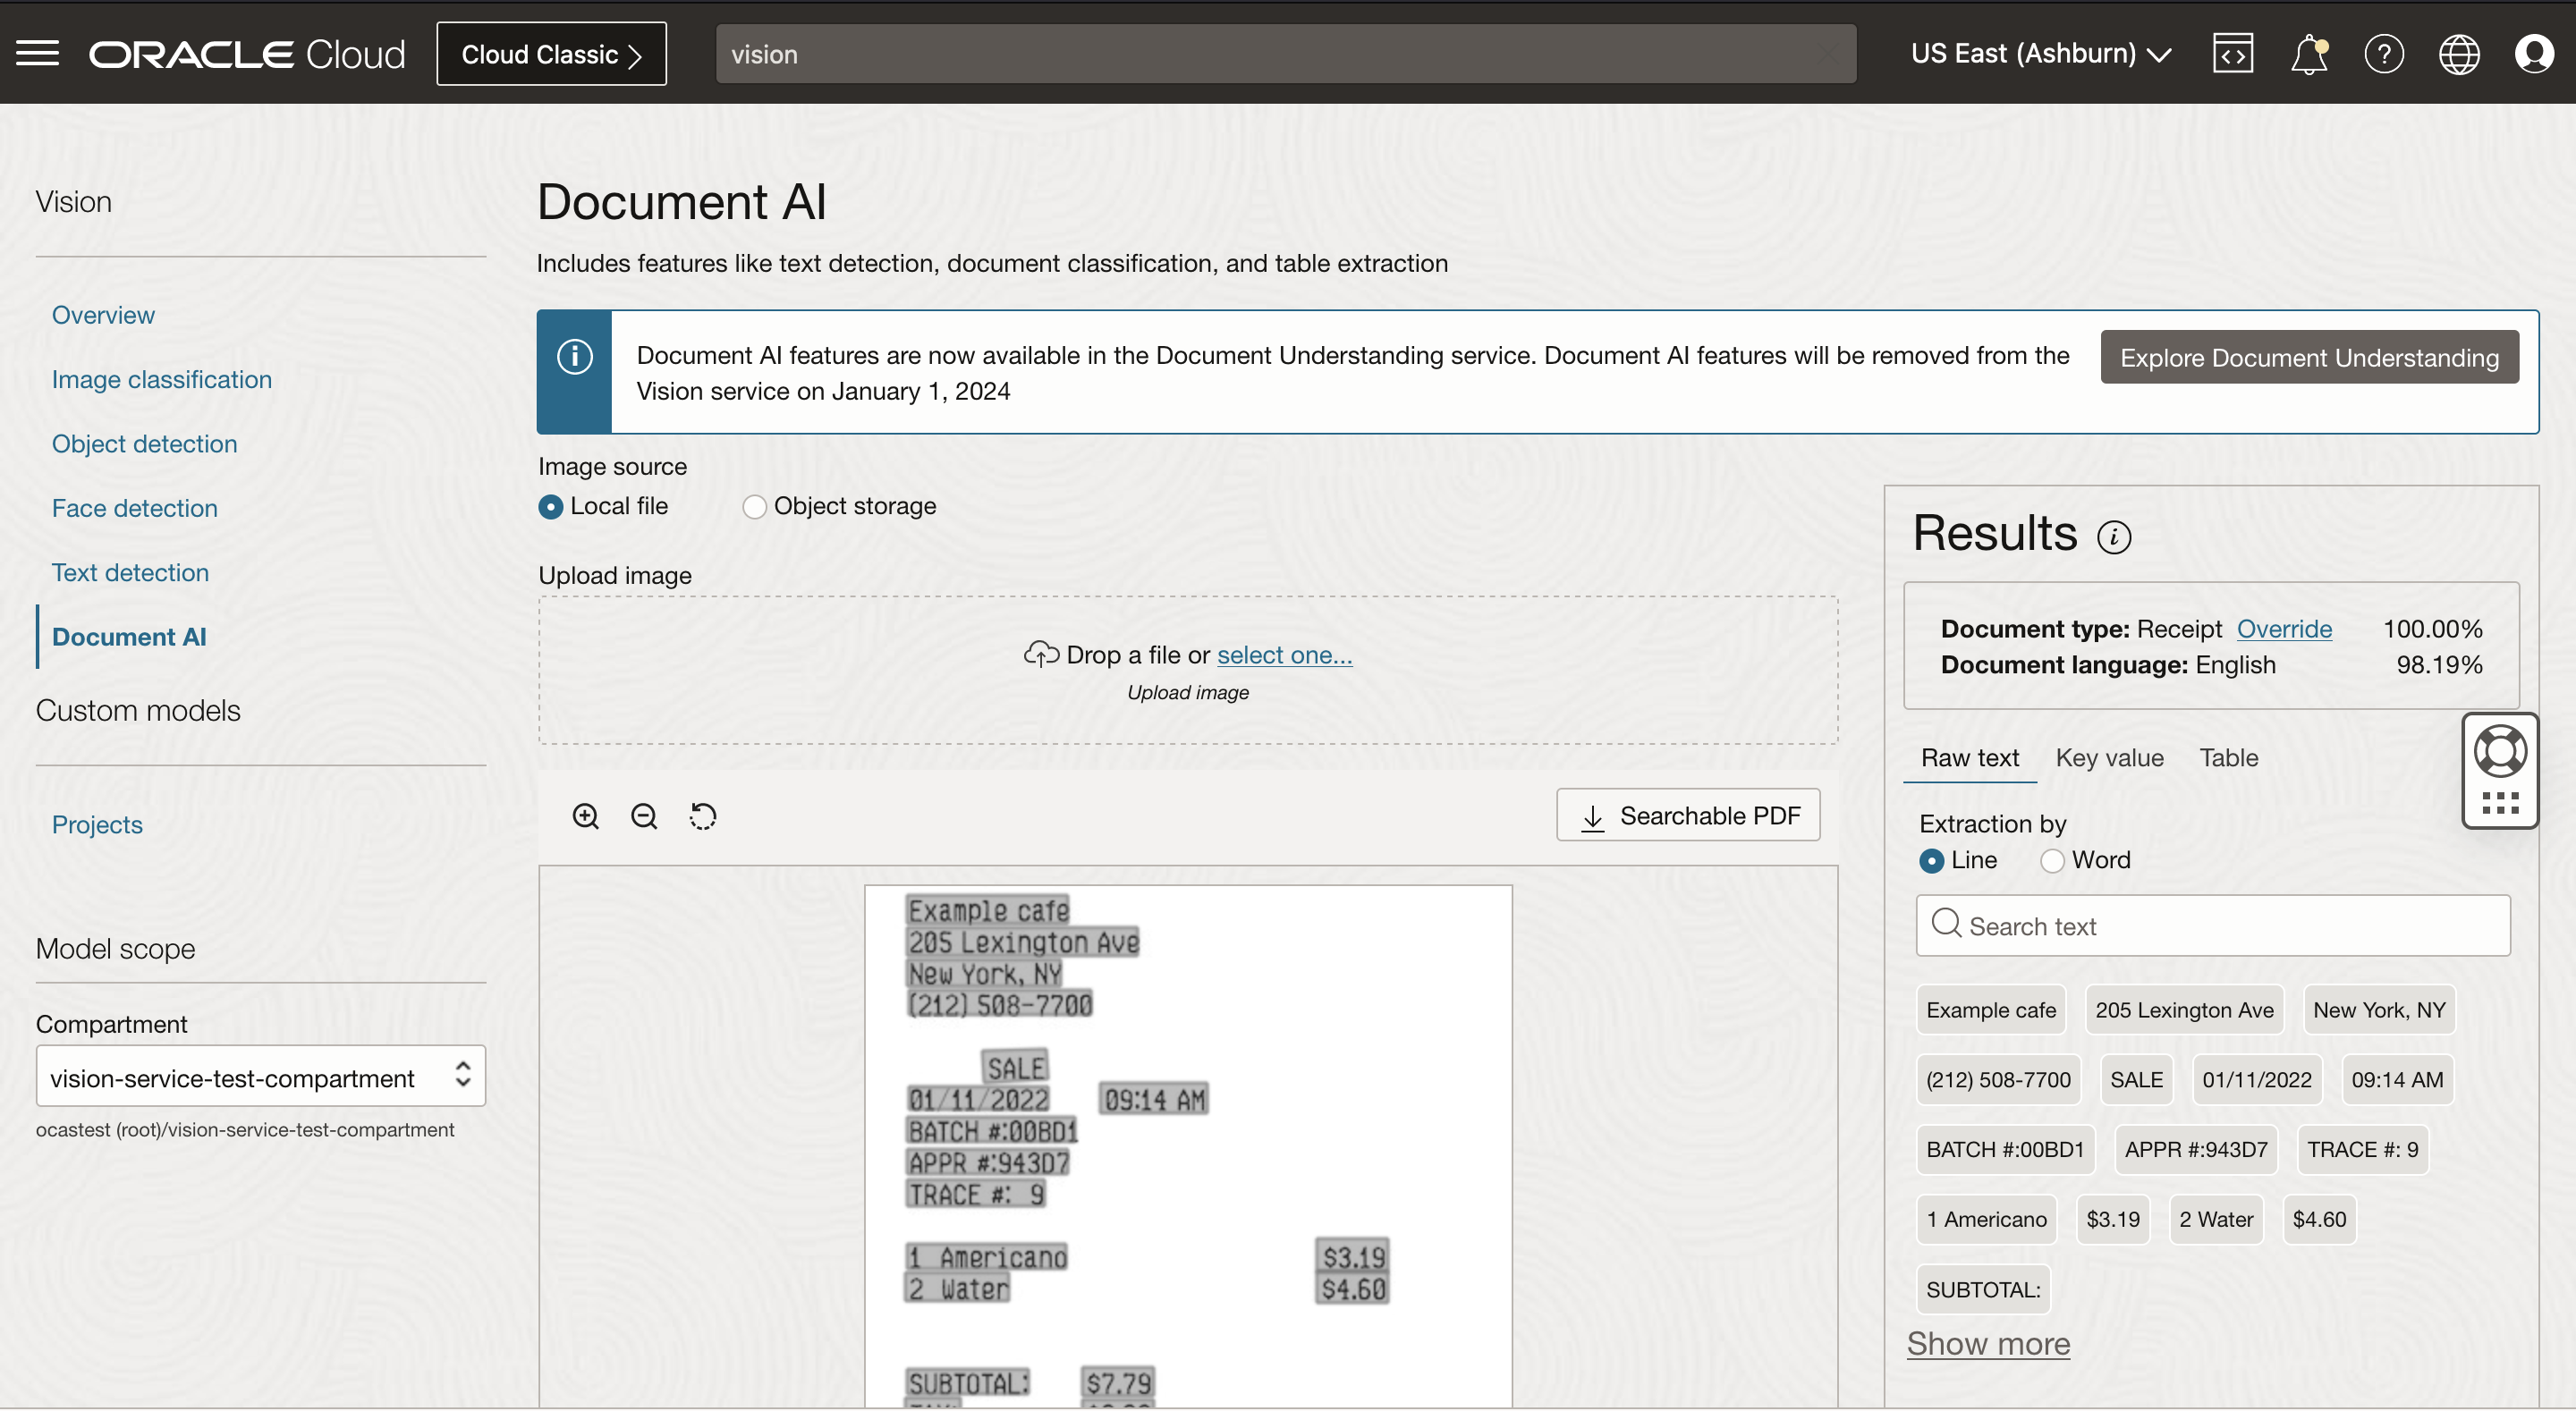 ORACLE Cloud
Cloud Classic
vision
US East (Ashburn)
Vision
Overview
Image classification
Object detection
Face detection
Text detection
Document AI
Custom models
Projects
Model scope
Compartment
vision-service-test-compartment
ocastest (root)/vision-service-test-compartment
Document AI
Includes features like text detection, document classification, and table extraction
Document AI features are now available in the Document Understanding service. Document AI features will be removed from the
Vision service on January 1, 2024
Explore Document Understanding
Image source
Local file Object storage
Upload image
Drop a file or select one...
Upload image
Searchable PDF
Example cafe
205 Lexington Ave
New York, NY
(212) 508-7700
SALE
01/11/2022 09:14 AM
BATCH #:00BD1
APPR #:943D7
TRACE #: 9
1 Americano $3.19
2 Water $4.60
SUBTOTAL: $7.79
Results
Document type: Receipt Override 100.00%
Document language: English 98.19%
Raw text Key value Table
Extraction by
Line Word
Search text
Example cafe 205 Lexington Ave New York, NY
(212) 508-7700 SALE 01/11/2022 09:14 AM
BATCH #:00BD1 APPR #:943D7 TRACE #: 9
1 Americano $3.19 2 Water $4.60
SUBTOTAL:
Show more